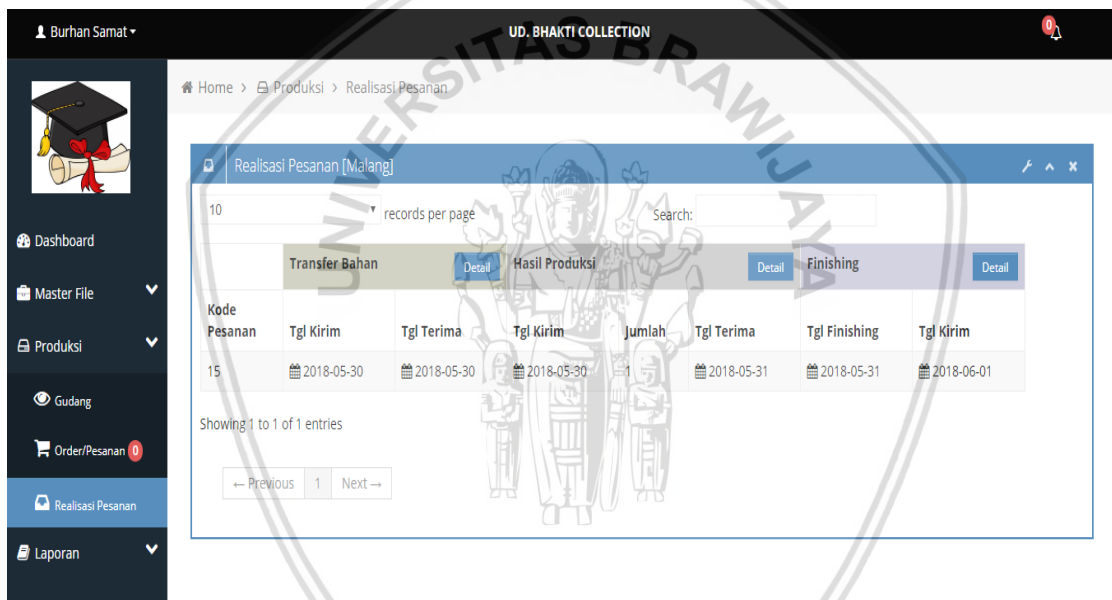 Burhan Samat
UD. BHAKTI COLLECTION
0
Home > Produksi > Realisasi Pesanan
Dashboard
Master File
Produksi
Gudang
Order/Pesanan 0
Realisasi Pesanan
Laporan
Realisasi Pesanan [Malang]
10 records per page Search:
Transfer Bahan Detail Hasil Produksi Detail Finishing Detail
Kode
Pesanan Tgl Kirim Tgl Terima Tgl Kirim Jumlah Tgl Terima Tgl Finishing Tgl Kirim
15 2018-05-30 2018-05-30 2018-05-30 1 2018-05-31 2018-05-31 2018-06-01
Showing 1 to 1 of 1 entries
← Previous 1 Next →
UNIVERSITAS BRAWIJAYA